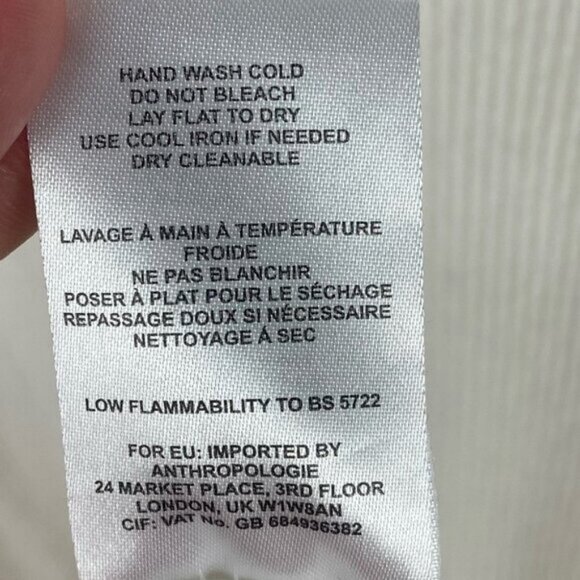 HAND WASH COLD
DO NOT BLEACH
LAY FLAT TO DRY
USE COOL IRON IF NEEDED
DRY CLEANABLE
LAVAGE À MAIN À TEMPÉRATURE
FROIDE
NE PAS BLANCHIR
POSER À PLAT POUR LE SÉCHAGE
REPASSAGE DOUX SI NÉCESSAIRE
NETTOYAGE À SEC
LOW FLAMMABILITY TO BS 5722
FOR EU: IMPORTED BY
ANTHROPOLOGIE
24 MARKET PLACE, 3RD FLOOR
LONDON, UK W1W8AN
CIF: VAT No. GB 684936382